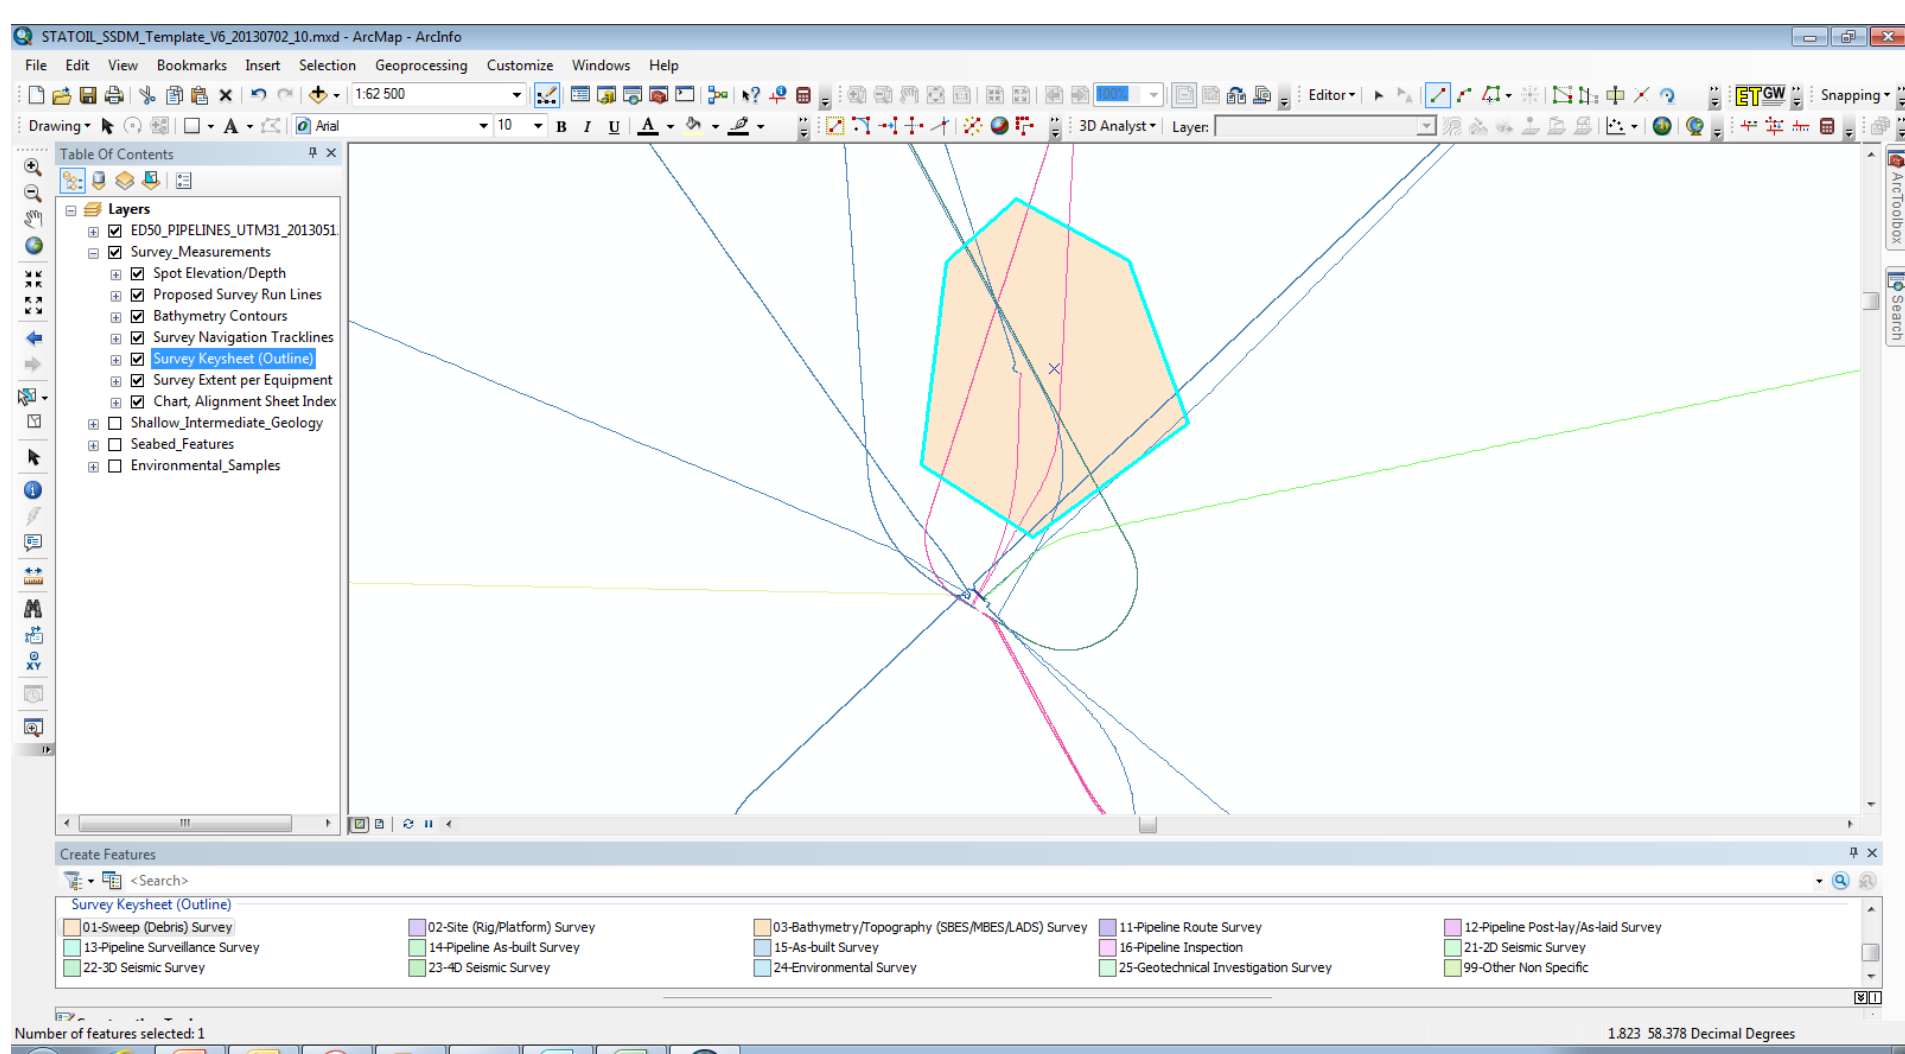 STATOIL_SSDM_Template_V6_20130702_10.mxd - ArcMap - ArcInfo
File Edit View Bookmarks Insert Selection Geoprocessing Customize Windows Help
1:62 500 100% Editor ETGW Snapping
Drawing A Arial 10 B I U A 3D Analyst Layer:
Table Of Contents
Layers
ED50_PIPELINES_UTM31_2013051
Survey_Measurements
Spot Elevation/Depth
Proposed Survey Run Lines
Bathymetry Contours
Survey Navigation Tracklines
Survey Keysheet (Outline)
Survey Extent per Equipment
Chart, Alignment Sheet Index
Shallow_Intermediate_Geology
Seabed_Features
Environmental_Samples
XY
ArcToolbox
Search
Create Features
<Search>
Survey Keysheet (Outline)
01-Sweep (Debris) Survey 02-Site (Rig/Platform) Survey 03-Bathymetry/Topography (SBES/MBES/LADS) Survey 11-Pipeline Route Survey 12-Pipeline Post-lay/As-laid Survey
13-Pipeline Surveillance Survey 14-Pipeline As-built Survey 15-As-built Survey 16-Pipeline Inspection 21-2D Seismic Survey
22-3D Seismic Survey 23-4D Seismic Survey 24-Environmental Survey 25-Geotechnical Investigation Survey 99-Other Non Specific
Number of features selected: 1 1.823 58.378 Decimal Degrees